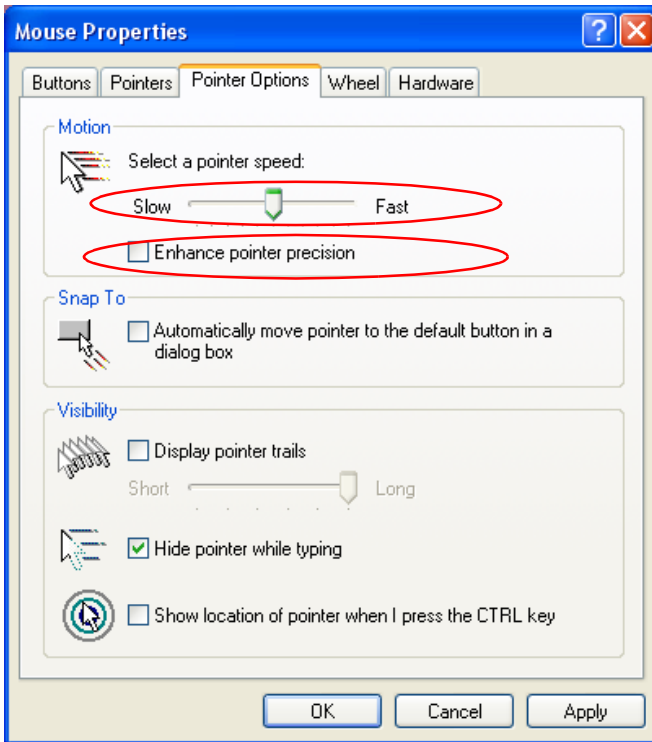 Mouse Properties
Buttons Pointers Pointer Options Wheel Hardware
Motion
Select a pointer speed:
Slow Fast
Enhance pointer precision
Snap To
Automatically move pointer to the default button in a
dialog box
Visibility
Display pointer trails
Short Long
Hide pointer while typing
Show location of pointer when I press the CTRL key
OK Cancel Apply